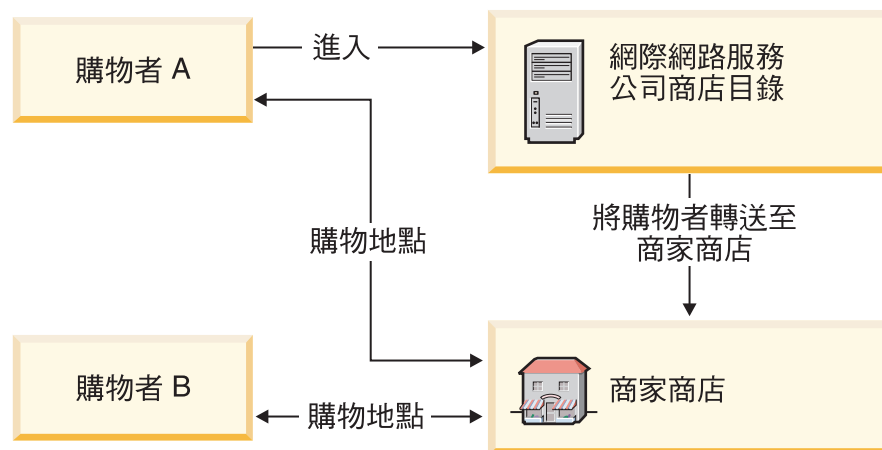 購物者 A
進入
網際網路服務
公司商店目錄
將購物者轉送至
商家商店
購物地點
購物者 B
購物地點
商家商店